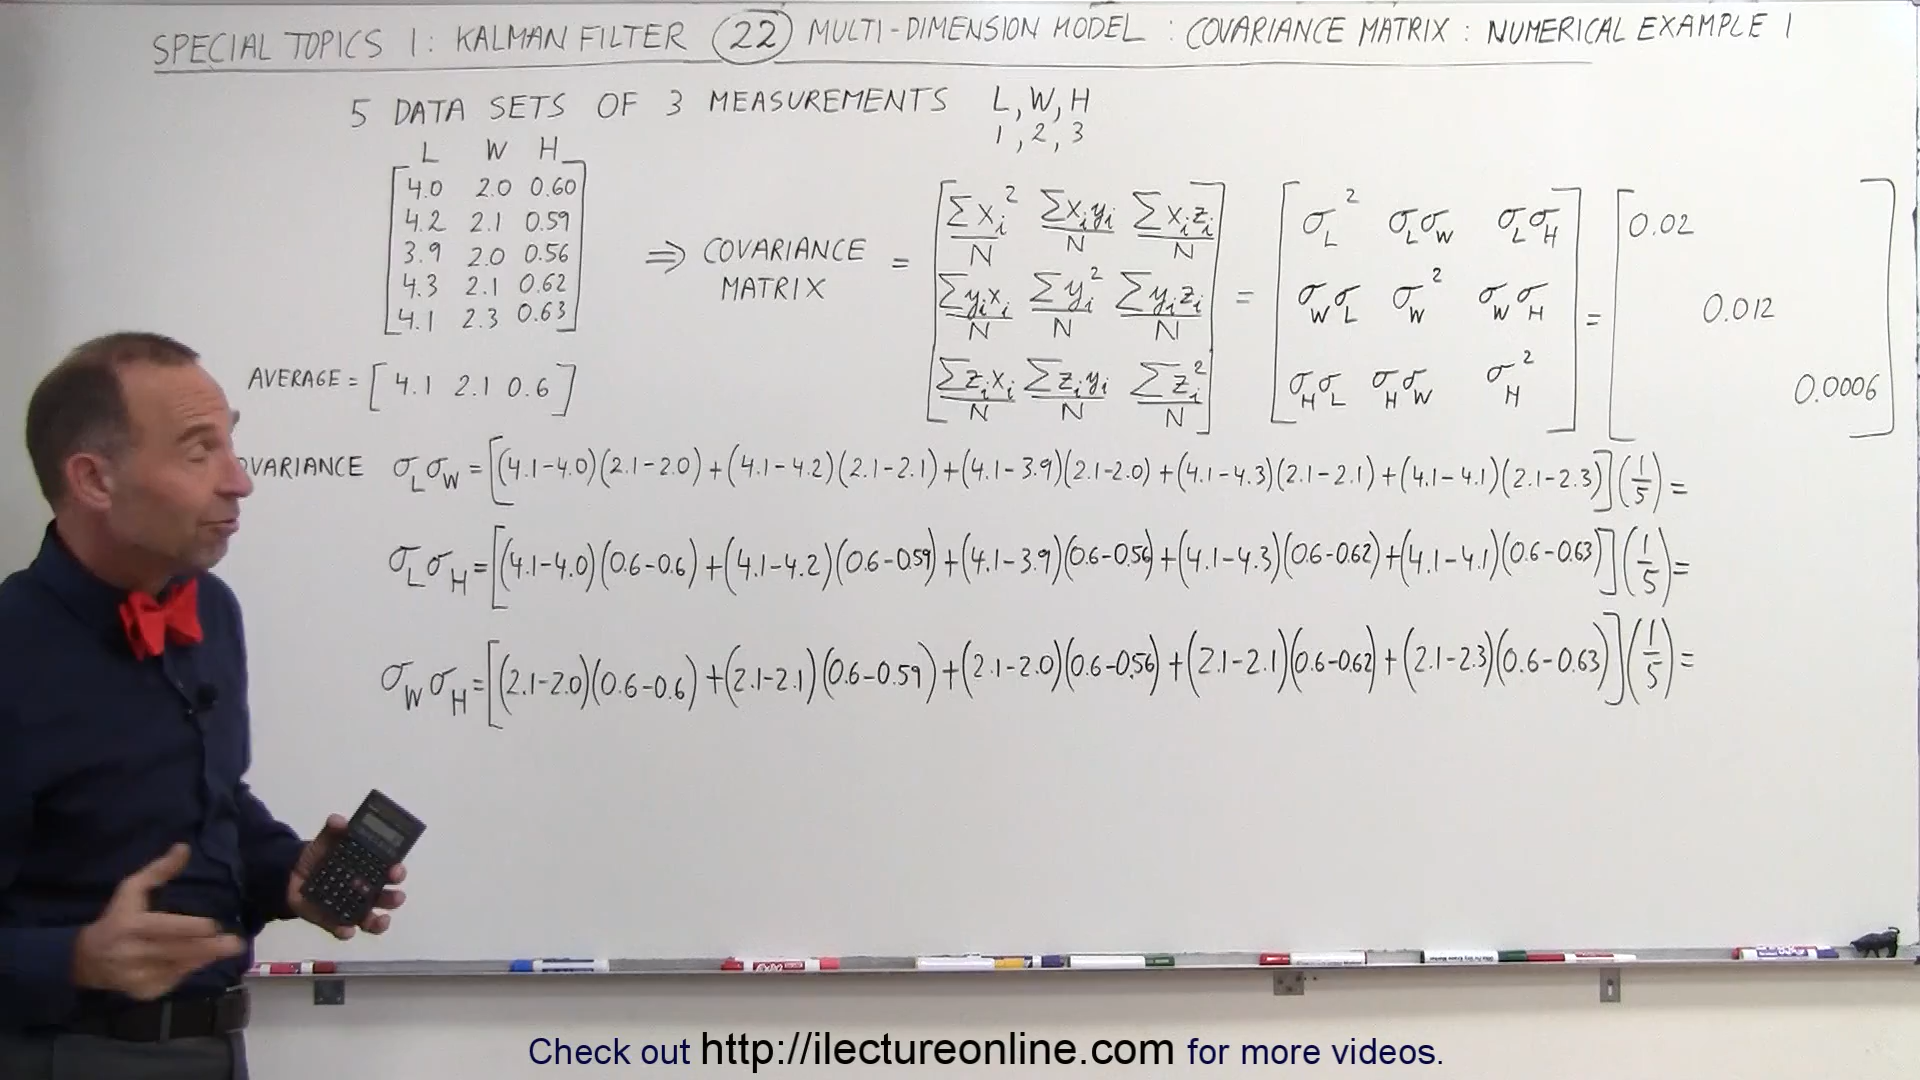 SPECIAL TOPICS 1: KALMAN FILTER (22) MULTI-DIMENSION MODEL : COVARIANCE MATRIX : NUMERICAL EXAMPLE 1
5 DATA SETS OF 3 MEASUREMENTS L, W, H
1, 2, 3
L W H
4.0 2.0 0.60
4.2 2.1 0.59
3.9 2.0 0.56
4.3 2.1 0.62
4.1 2.3 0.63
⇒ COVARIANCE MATRIX =
[Σxᵢ²/N Σxᵢyᵢ/N Σxᵢzᵢ/N
Σyᵢxᵢ/N Σyᵢ²/N Σyᵢzᵢ/N
Σzᵢxᵢ/N Σzᵢyᵢ/N Σzᵢ²/N]
= [σ_L² σ_Lσ_W σ_Lσ_H
σ_Wσ_L σ_W² σ_Wσ_H
σ_Hσ_L σ_Hσ_W σ_H²]
= [0.02
0.012
0.0006]
AVERAGE = [4.1 2.1 0.6]
OVARIANCE σ_Lσ_W = [(4.1-4.0)(2.1-2.0)+(4.1-4.2)(2.1-2.1)+(4.1-3.9)(2.1-2.0)+(4.1-4.3)(2.1-2.1)+(4.1-4.1)(2.1-2.3)](1/5)=
σ_Lσ_H = [(4.1-4.0)(0.6-0.6)+(4.1-4.2)(0.6-0.59)+(4.1-3.9)(0.6-0.56)+(4.1-4.3)(0.6-0.62)+(4.1-4.1)(0.6-0.63)](1/5)=
σ_Wσ_H = [(2.1-2.0)(0.6-0.6)+(2.1-2.1)(0.6-0.59)+(2.1-2.0)(0.6-0.56)+(2.1-2.1)(0.6-0.62)+(2.1-2.3)(0.6-0.63)](1/5)=
Check out http://ilectureonline.com for more videos.